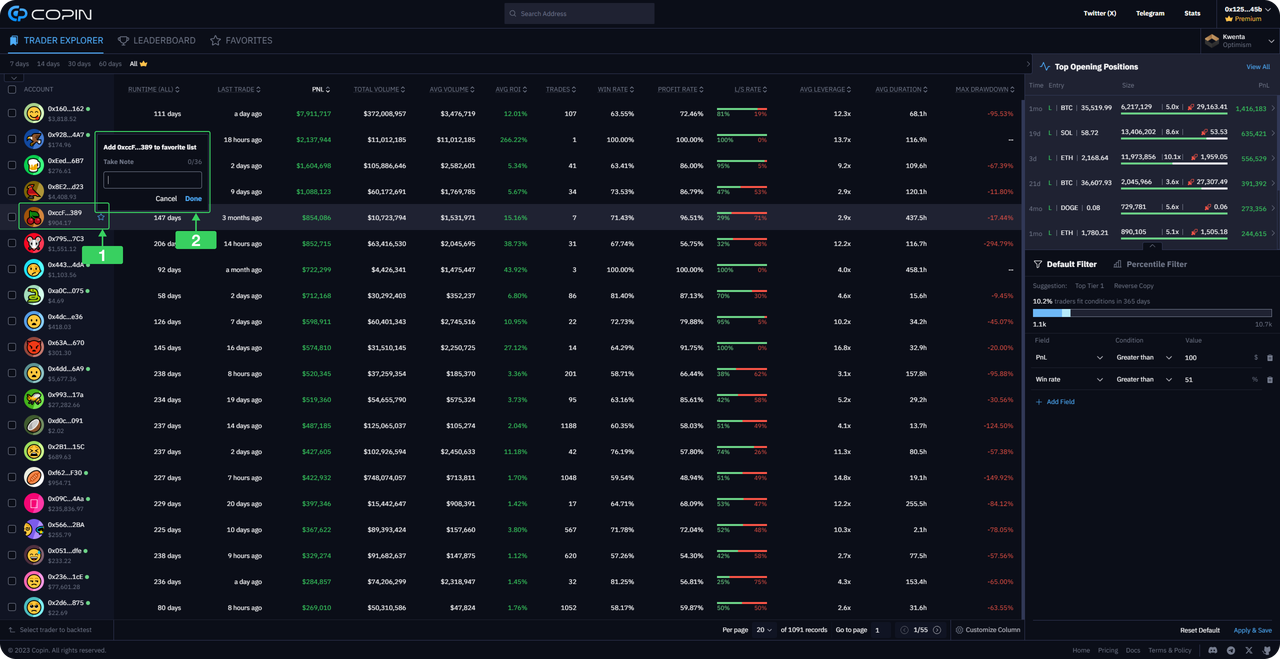 COPIN
Search Address
Twitter (X) Telegram Stats
0x125...45b
Premium
TRADER EXPLORER LEADERBOARD FAVORITES
Kwenta
Optimism
7 days 14 days 30 days 60 days All
ACCOUNT RUNTIME (ALL) LAST TRADE PNL TOTAL VOLUME AVG VOLUME AVG ROI TRADES WIN RATE PROFIT RATE L/S RATE AVG LEVERAGE AVG DURATION MAX DRAWDOWN
0x160...162 111 days a day ago $7,911,717 $372,008,957 $3,476,719 12.01% 107 63.55% 72.46% 81% 19% 12.3x 68.1h -95.53%
$3,818.52
0x928...4A7 18 hours ago $2,137,944 $11,012,185 $11,012,185 266.22% 1 100.00% 100.00% 100% 0% 13.7x 63.5h --
$174.96
0xEed...6B7 2 days ago $1,604,698 $105,886,646 $2,582,601 5.34% 41 63.41% 86.00% 95% 5% 9.2x 109.6h -67.39%
$31.61
0x8E2...d23 9 days ago $1,088,123 $60,172,691 $1,769,785 5.67% 34 73.53% 86.79% 47% 53% 2.9x 120.1h -11.80%
$4,408.93
0xccF...389 147 days 3 months ago $854,086 $10,723,794 $1,531,971 15.16% 7 71.43% 96.51% 29% 71% 2.9x 437.5h -17.44%
$904.17
0x795...7C3 206 days 14 hours ago $852,715 $63,416,530 $2,045,695 38.73% 31 67.74% 56.75% 32% 68% 12.2x 116.7h -294.79%
$1,551.12
0x443...4dA 92 days a month ago $722,299 $4,426,341 $1,475,447 43.92% 3 100.00% 100.00% 100% 0% 4.0x 458.1h --
$1,103.56
0xa0C...075 58 days 2 days ago $712,168 $30,292,403 $352,237 6.80% 86 81.40% 87.13% 70% 30% 4.6x 15.6h -9.45%
$4.69
0x4dc...e36 126 days 7 days ago $598,911 $60,401,343 $2,745,516 10.95% 22 72.73% 79.88% 95% 5% 10.2x 34.2h -45.07%
$418.03
0x63A...670 145 days 16 days ago $574,810 $31,510,145 $2,250,725 27.12% 14 64.29% 91.75% 100% 0% 16.8x 32.9h -20.00%
$301.30
0x4dd...6A9 238 days 8 hours ago $520,345 $37,259,354 $185,370 3.36% 201 58.71% 66.44% 38% 62% 3.1x 157.8h -95.88%
$5,677.36
0x993...17a 234 days 19 days ago $519,360 $54,655,790 $575,324 3.73% 95 63.16% 85.61% 42% 58% 5.2x 29.2h -30.56%
$27,282.66
0xd0c...091 237 days 14 days ago $487,185 $125,065,037 $105,274 2.04% 1188 60.35% 58.03% 51% 49% 4.1x 13.7h -124.50%
$2.02
0x2B1...15C 237 days 2 days ago $427,605 $102,926,594 $2,450,633 11.18% 42 76.19% 57.80% 74% 26% 11.3x 80.5h -57.38%
$689.63
0xf62...F30 227 days 7 hours ago $422,932 $748,074,057 $713,811 1.70% 1048 59.54% 48.94% 51% 49% 14.8x 19.1h -149.92%
$954.71
0x09C...4Aa 229 days 20 days ago $397,346 $15,442,647 $908,391 1.42% 17 64.71% 68.09% 53% 47% 12.2x 255.8h -84.12%
$235,836.97
0x566...2BA 225 days 10 days ago $367,622 $89,393,424 $157,660 3.80% 567 71.78% 72.04% 52% 48% 10.3x 2.1h -78.05%
$255.79
0x051...dfe 238 days 9 hours ago $329,274 $91,682,637 $147,875 1.12% 620 57.26% 54.30% 42% 58% 2.7x 77.5h -57.56%
$233.22
0x236...1cE 236 days a day ago $284,857 $74,206,299 $2,318,947 1.45% 32 81.25% 56.81% 25% 75% 1.3x 153.4h -65.00%
$77,601.28
0x2d6...875 80 days 8 hours ago $269,010 $50,310,586 $47,824 1.76% 1052 58.17% 59.87% 50% 50% 2.6x 31.6h -63.55%
$22.69
Add 0xccF...389 to favorite list
Take Note 0/36
Cancel Done
1
2
Select trader to backtest
Per page 20 of 1091 records Go to page 1 1/55 Customize Column
Top Opening Positions View All
Time Entry Size PnL
1mo L | BTC | 35,519.99 6,217,129 | 5.0x | 29,163.41 1,416,183
19d L | SOL | 58.72 13,406,202 | 8.6x | 53.53 635,421
3d L | ETH | 2,168.64 11,973,856 | 10.1x | 1,959.05 556,529
21d L | BTC | 36,607.93 2,045,966 | 3.6x | 27,307.49 391,392
4mo L | DOGE | 0.08 729,781 | 5.6x | 0.06 273,356
1mo L | ETH | 1,780.21 890,105 | 5.1x | 1,505.18 244,615
Default Filter Percentile Filter
Suggestion: Top Tier 1 Reverse Copy
10.2% traders fit conditions in 365 days
1.1k 10.7k
Field Condition Value
PnL Greater than 100 $
Win rate Greater than 51 %
+ Add Field
Reset Default Apply & Save
© 2023 Copin. All rights reserved.
Home Pricing Docs Terms & Policy